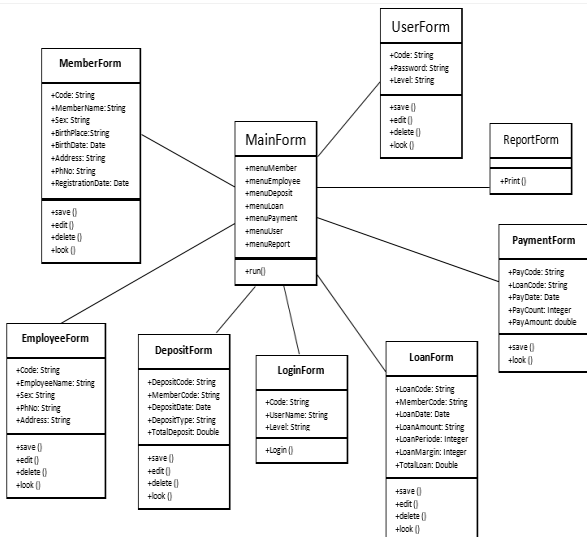 UserForm
+Code: String
+Password: String
+Level: String
+save ()
+edit ()
+delete ()
+look ()
MemberForm
+Code: String
+MemberName: String
+Sex: String
+BirthPlace:String
+BirthDate: Date
+Address: String
+PhNo: String
+RegistrationDate: Date
+save ()
+edit ()
+delete ()
+look ()
MainForm
+menuMember
+menuEmployee
+menuDeposit
+menuLoan
+menuPayment
+menuUser
+menuReport
+run()
ReportForm
+Print ()
PaymentForm
+PayCode: String
+LoanCode: String
+PayDate: Date
+PayCount: Integer
+PayAmount: double
+save ()
+look ()
EmployeeForm
+Code: String
+EmployeeName: String
+Sex: String
+PhNo: String
+Address: String
+save ()
+edit ()
+delete ()
+look ()
DepositForm
+DepositCode: String
+MemberCode: String
+DepositDate: Date
+DepositType: String
+TotalDeposit: Double
+save ()
+edit ()
+delete ()
+look ()
LoginForm
+Code: String
+UserName: String
+Level: String
+Login ()
LoanForm
+LoanCode: String
+MemberCode: String
+LoanDate: Date
+LoanAmount: String
+LoanPeriode: Integer
+LoanMargin: Integer
+TotalLoan: Double
+save ()
+edit ()
+delete ()
+look ()